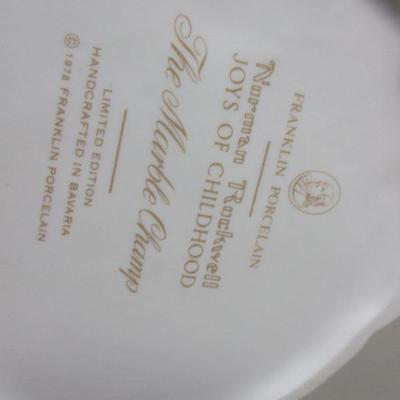 FRANKLIN PORCELAIN
Norman Rockwell
JOYS OF CHILDHOOD
The Marble Champ
LIMITED EDITION
HANDCRAFTED IN BAVARIA
© 1978 FRANKLIN PORCELAIN